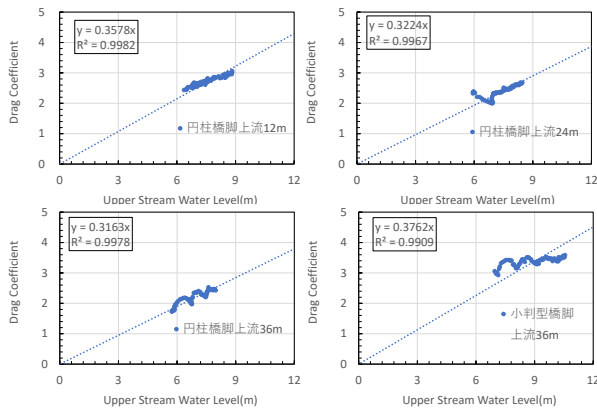 y = 0.3578x
R² = 0.9982
5
4
3
2
1
0
Drag Coefficient
円柱橋脚上流12m
0 3 6 9 12
Upper Stream Water Level(m)
y = 0.3224x
R² = 0.9967
5
4
3
2
1
0
Drag Coefficient
円柱橋脚上流24m
0 3 6 9 12
Upper Stream Water Level(m)
y = 0.3163x
R² = 0.9978
5
4
3
2
1
0
Drag Coefficient
円柱橋脚上流36m
0 3 6 9 12
Upper Stream Water Level(m)
y = 0.3762x
R² = 0.9909
5
4
3
2
1
0
Drag Coefficient
小判型橋脚
上流36m
0 3 6 9 12
Upper Stream Water Level(m)